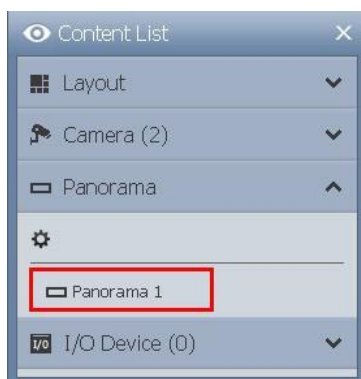 Content List
Layout
Camera (2)
Panorama
Panorama 1
I/O I/O Device (0)